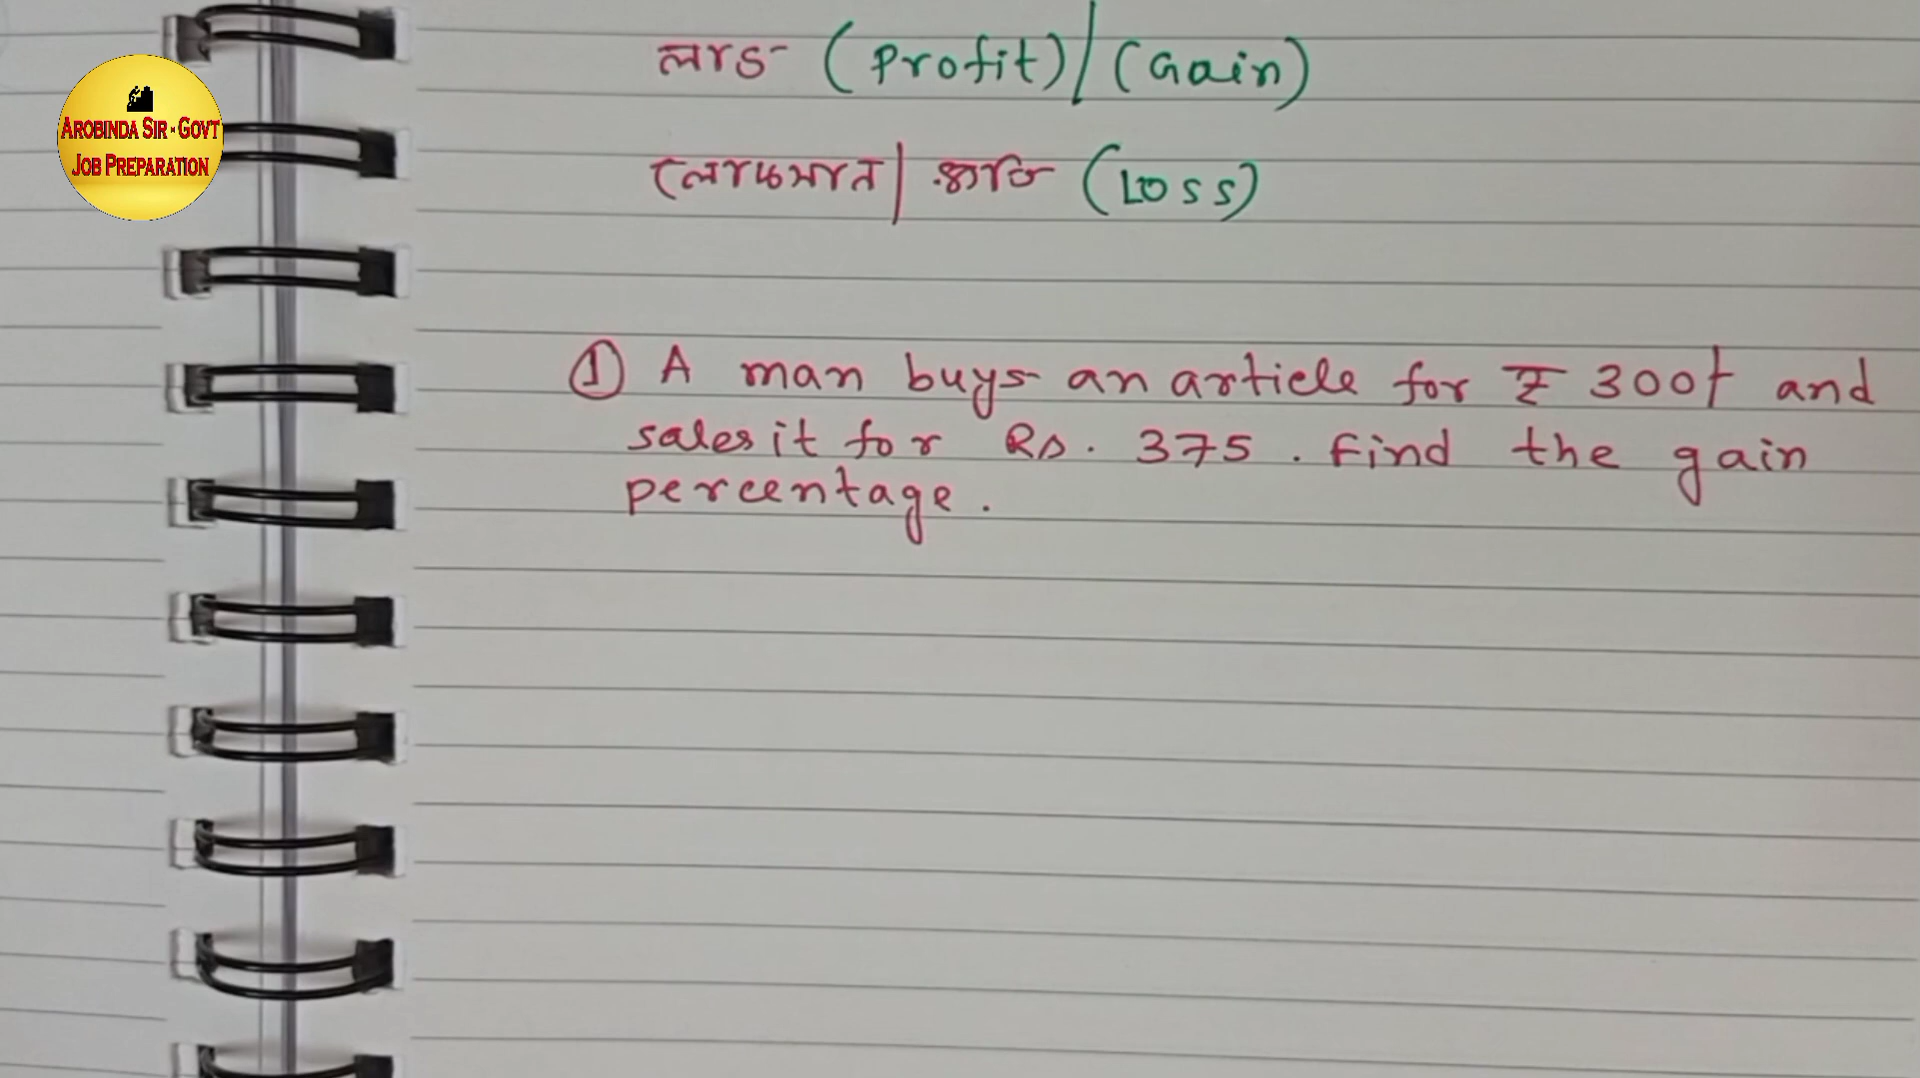 AROBINDA SIR - GOVT
JOB PREPARATION
লাভ (Profit)/(Gain)
লোকসান/ক্ষতি (Loss)
① A man buys an article for ₹ 300/ and
sales it for Rs. 375. Find the gain
percentage.